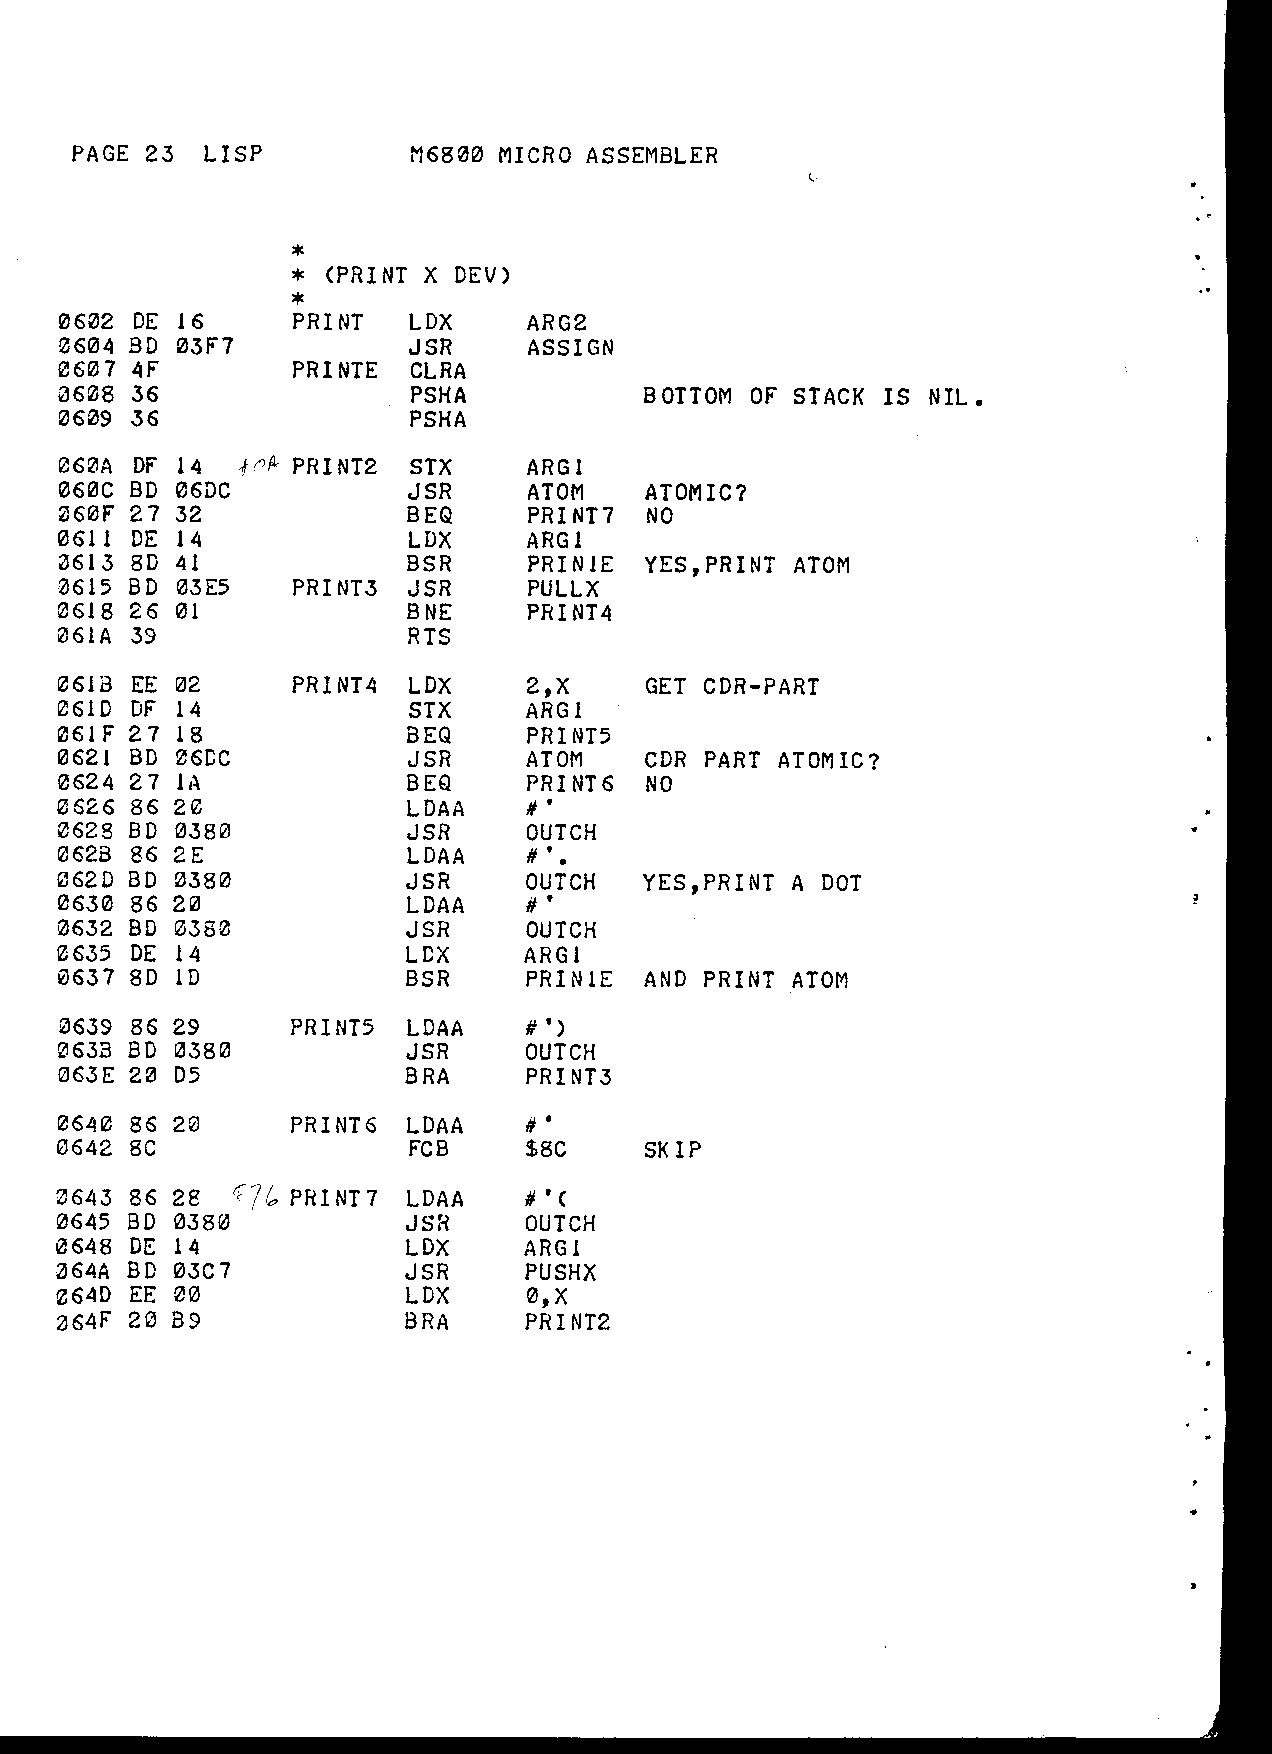 PAGE 23  LISP          M6800 MICRO ASSEMBLER
*
* (PRINT X DEV)
*
0602 DE 16      PRINT   LDX     ARG2
0604 BD 03F7            JSR     ASSIGN
0607 4F         PRINTE  CLRA
0608 36                 PSHA            BOTTOM OF STACK IS NIL.
0609 36                 PSHA
060A DF 14      PRINT2  STX     ARG1
060C BD 06DC            JSR     ATOM    ATOMIC?
060F 27 32              BEQ     PRINT7  NO
0611 DE 14              LDX     ARG1
0613 8D 41              BSR     PRIN1E  YES,PRINT ATOM
0615 BD 03E5    PRINT3  JSR     PULLX
0618 26 01              BNE     PRINT4
061A 39                 RTS
061B EE 02      PRINT4  LDX     2,X     GET CDR-PART
061D DF 14              STX     ARG1
061F 27 18              BEQ     PRINT5
0621 BD 06DC            JSR     ATOM    CDR PART ATOMIC?
0624 27 1A              BEQ     PRINT6  NO
0626 86 20              LDAA    #'
0628 BD 0380            JSR     OUTCH
062B 86 2E              LDAA    #'.
062D BD 0380            JSR     OUTCH   YES,PRINT A DOT
0630 86 20              LDAA    #'
0632 BD 0380            JSR     OUTCH
0635 DE 14              LDX     ARG1
0637 8D 1D              BSR     PRIN1E  AND PRINT ATOM
0639 86 29      PRINT5  LDAA    #')
063B BD 0380            JSR     OUTCH
063E 20 D5              BRA     PRINT3
0640 86 20      PRINT6  LDAA    #'
0642 8C                 FCB     $8C     SKIP
0643 86 28      PRINT7  LDAA    #'(
0645 BD 0380            JSR     OUTCH
0648 DE 14              LDX     ARG1
064A BD 03C7            JSR     PUSHX
064D EE 00              LDX     0,X
064F 20 B9              BRA     PRINT2